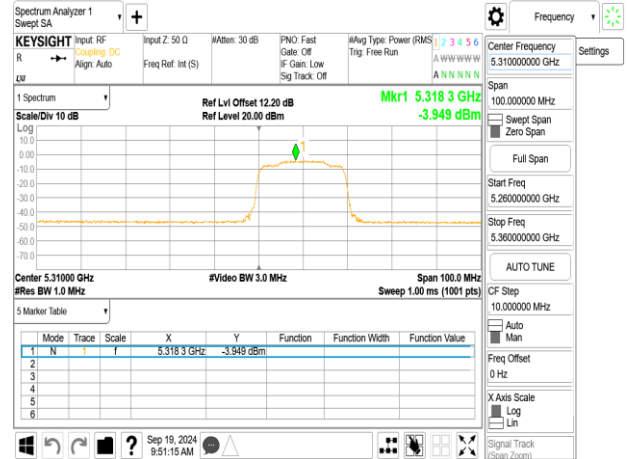 Spectrum Analyzer 1
Swept SA
Frequency
KEYSIGHT
R
Input: RF
Coupling: DC
Align: Auto
Input Z: 50 Ω
Freq Ref: Int (S)
#Atten: 30 dB
PNO: Fast
Gate: Off
IF Gain: Low
Sig Track: Off
#Avg Type: Power (RMS
Trig: Free Run
1 2 3 4 5 6
A W W W W W
A N N N N N
Center Frequency
5.310000000 GHz
Settings
Span
100.000000 MHz
Swept Span
Zero Span
Full Span
Start Freq
5.260000000 GHz
Stop Freq
5.360000000 GHz
AUTO TUNE
CF Step
10.000000 MHz
Auto
Man
Freq Offset
0 Hz
X Axis Scale
Log
Lin
Signal Track
(Span Zoom)
1 Spectrum
Scale/Div 10 dB
Ref Lvl Offset 12.20 dB
Ref Level 20.00 dBm
Mkr1 5.318 3 GHz
-3.949 dBm
Log
10.0
0.00
-10.0
-20.0
-30.0
-40.0
-50.0
-60.0
-70.0
1
Center 5.31000 GHz
#Res BW 1.0 MHz
#Video BW 3.0 MHz
Span 100.0 MHz
Sweep 1.00 ms (1001 pts)
5 Marker Table
Mode Trace Scale X Y Function Function Width Function Value
1 N 1 f 5.318 3 GHz -3.949 dBm
2
3
4
5
6
Sep 19, 2024
9:51:15 AM